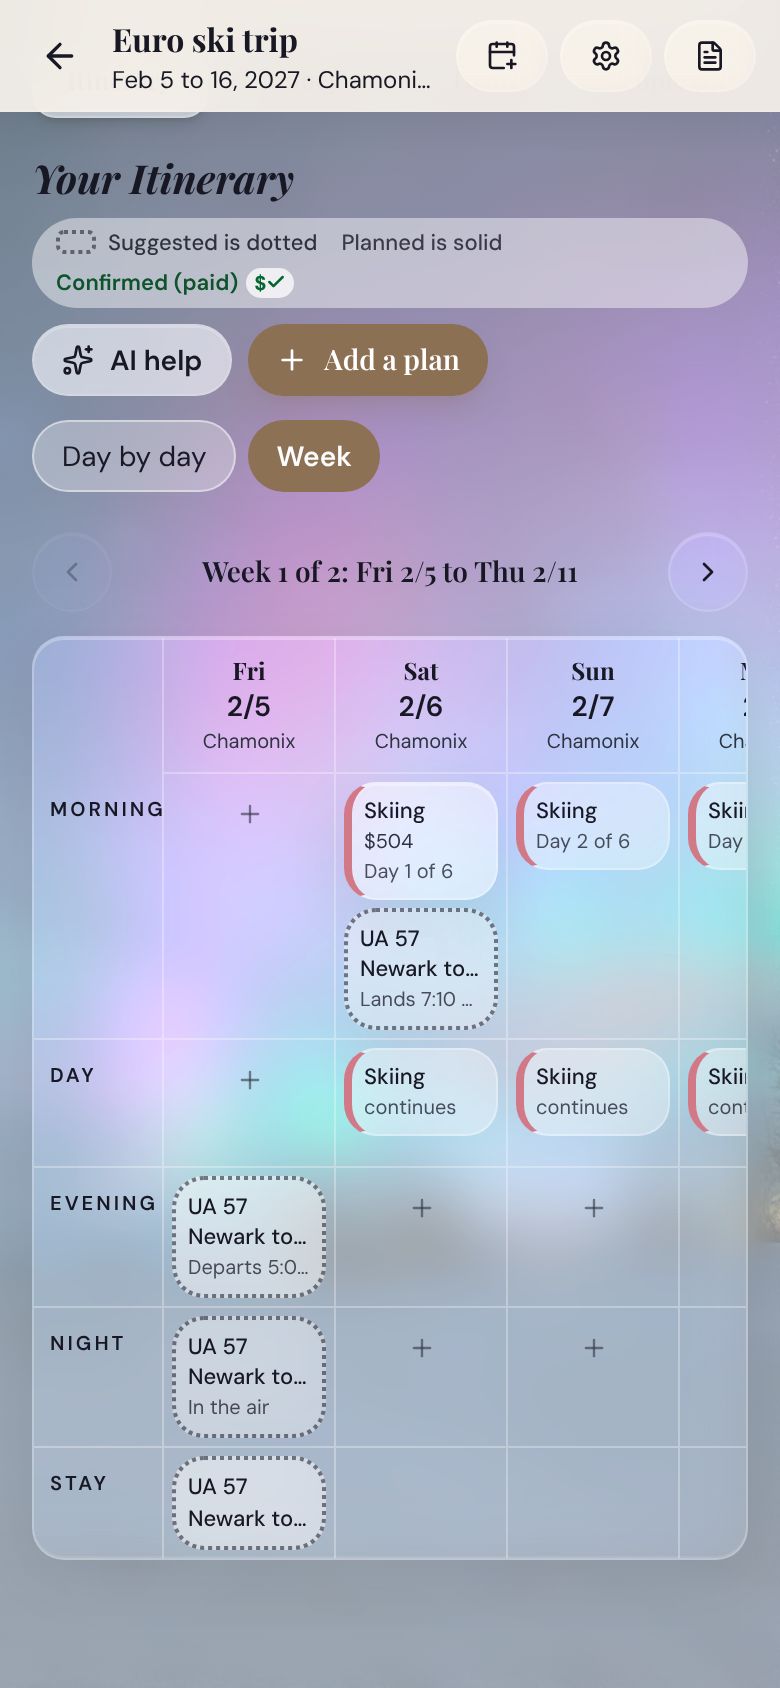 Euro ski trip
Feb 5 to 16, 2027 · Chamoni...
Your Itinerary
Suggested is dotted Planned is solid
Confirmed (paid) $✓
AI help + Add a plan
Day by day Week
Week 1 of 2: Fri 2/5 to Thu 2/11
Fri Sat Sun
2/5 2/6 2/7
Chamonix Chamonix Chamonix Ch
MORNING + Skiing Skiing Skii
$504 Day 2 of 6 Day
Day 1 of 6
UA 57
Newark to...
Lands 7:10 ...
DAY + Skiing Skiing Skii
continues continues cont
EVENING UA 57 + +
Newark to...
Departs 5:0...
NIGHT UA 57 + +
Newark to...
In the air
STAY UA 57
Newark to...